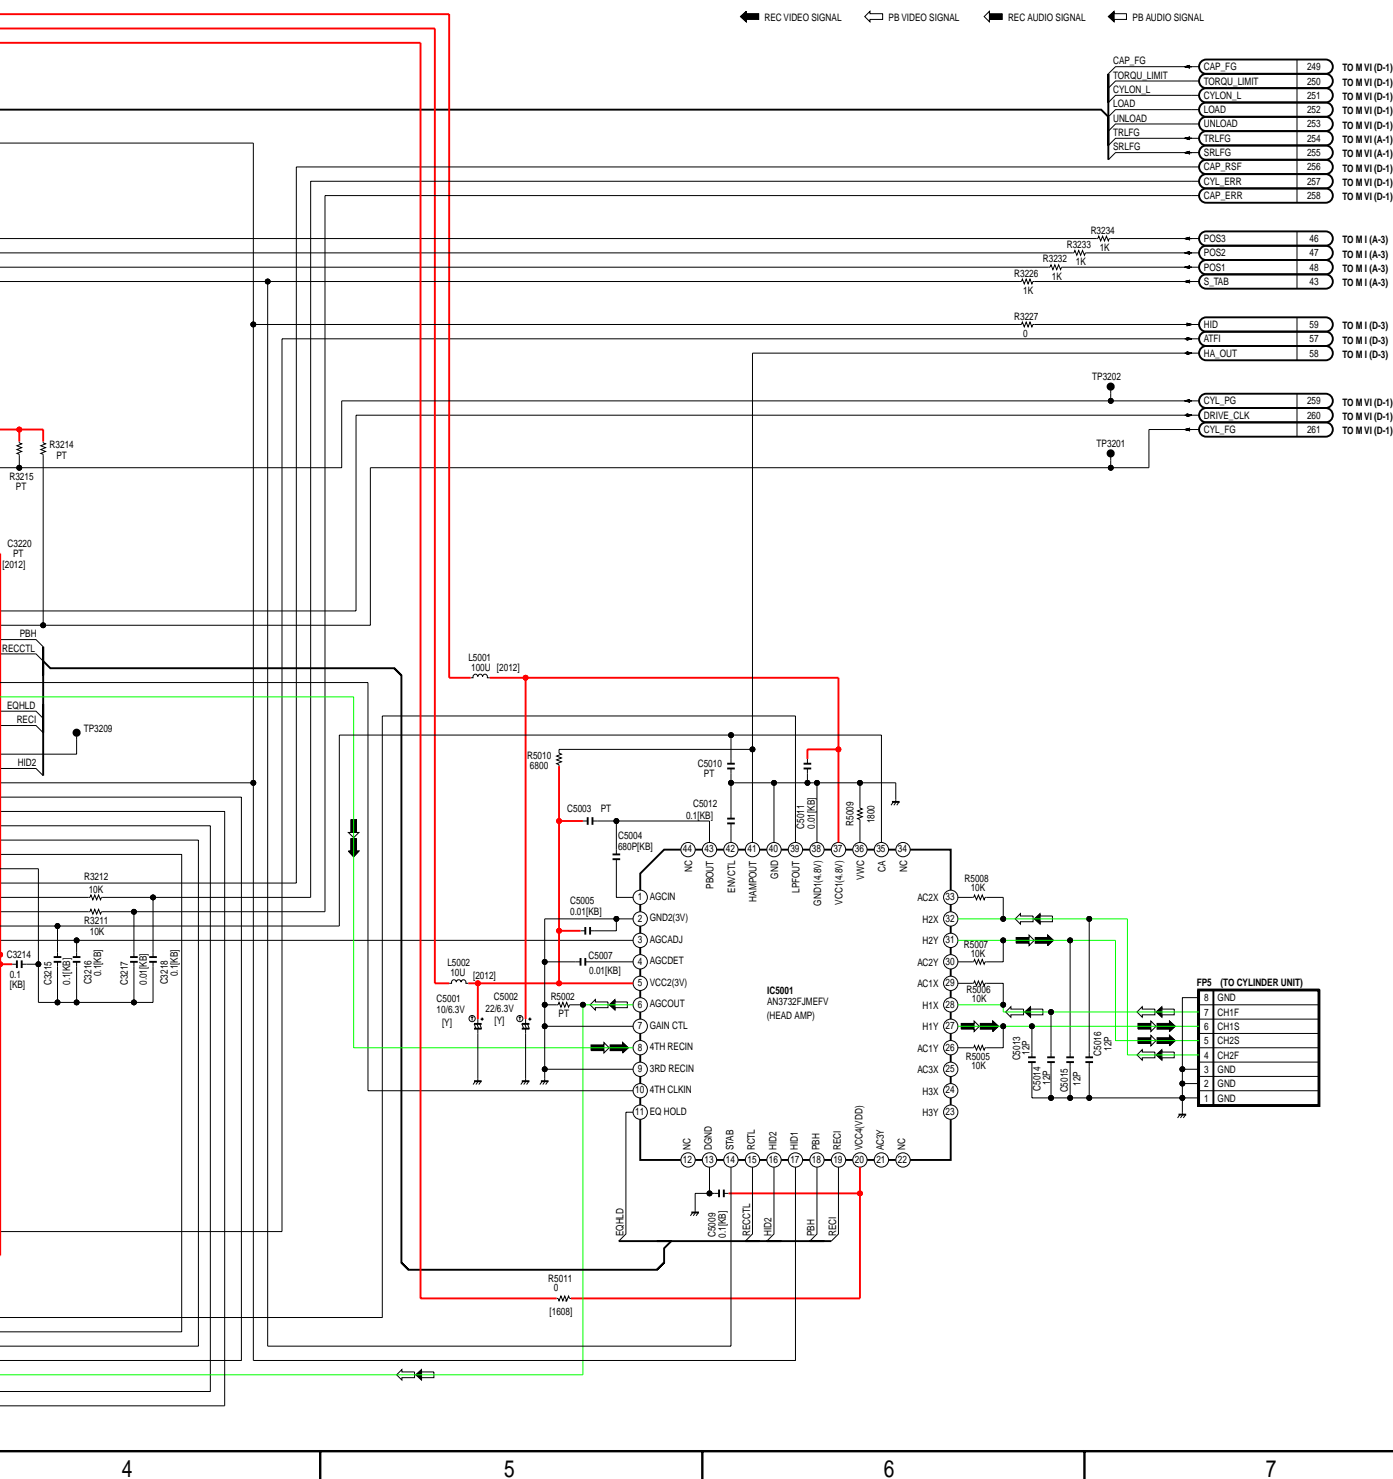 REC VIDEO SIGNAL PB VIDEO SIGNAL REC AUDIO SIGNAL PB AUDIO SIGNAL
CAP_FG CAP_FG 249 TO M VI (D-1)
TORQU_LIMIT TORQU_LIMIT 250 TO M VI (D-1)
CYLON_L CYLON_L 251 TO M VI (D-1)
LOAD LOAD 252 TO M VI (D-1)
UNLOAD UNLOAD 253 TO M VI (D-1)
TRLFG TRLFG 254 TO M VI (A-1)
SRLFG SRLFG 255 TO M VI (A-1)
CAP_RSF 256 TO M VI (D-1)
CYL_ERR 257 TO M VI (D-1)
CAP_ERR 258 TO M VI (D-1)
R3234
1K
POS3 46 TO M I (A-3)
R3233
1K
POS2 47 TO M I (A-3)
R3232
1K
POS1 48 TO M I (A-3)
R3226
1K
S_TAB 43 TO M I (A-3)
R3227
0
HID 59 TO M I (D-3)
ATFI 57 TO M I (D-3)
HA_OUT 58 TO M I (D-3)
TP3202
CYL_PG 259 TO M VI (D-1)
DRIVE_CLK 260 TO M VI (D-1)
CYL_FG 261 TO M VI (D-1)
TP3201
R3214
PT
R3215
PT
C3220
PT
[2012]
PBH
RECCTL
EQHLD
RECI
TP3209
HID2
L5001
100U [2012]
R5010
6800
C5010
PT
C5003 PT
C5004
680P[KB]
C5012
0.1[KB]
C5011
0.01[KB]
R5009
1800
44 43 42 41 40 39 38 37 36 35 34
NC PBOUT ENVCTL HAMPOUT GND LPFOUT GND1(4.8V) VCC1(4.8V) VWC CA NC
R3212
10K
R3211
10K
C3214
0.1
[KB]
C3215
0.1[KB]
C3216
0.1[KB]
C3217
0.01[KB]
C3218
0.1[KB]
C5005
0.01[KB]
C5007
0.01[KB]
L5002
10U [2012]
C5001
10/6.3V
[Y]
C5002
22/6.3V
[Y]
R5002
PT
1 AGCIN
2 GND2(3V)
3 AGCADJ
4 AGCDET
5 VCC2(3V)
6 AGCOUT
7 GAIN CTL
8 4TH RECIN
9 3RD RECIN
10 4TH CLKIN
11 EQ HOLD
IC5001
AN3732FJMEFV
(HEAD AMP)
AC2X 33
H2X 32
H2Y 31
AC2Y 30
AC1X 29
H1X 28
H1Y 27
AC1Y 26
AC3X 25
H3X 24
H3Y 23
R5008
10K
R5007
10K
R5006
10K
R5005
10K
C5013
12P
C5014
12P
C5015
12P
C5016
12P
FP5 (TO CYLINDER UNIT)
8 GND
7 CH1F
6 CH1S
5 CH2S
4 CH2F
3 GND
2 GND
1 GND
NC DGND STAB RCTL HID2 HID1 PBH RECI VCC4(VDD) AC3Y NC
12 13 14 15 16 17 18 19 20 21 22
EQHLD
C5009
0.1[KB]
RECCTL
HID2
PBH
RECI
R5011
0
[1608]
4 5 6 7